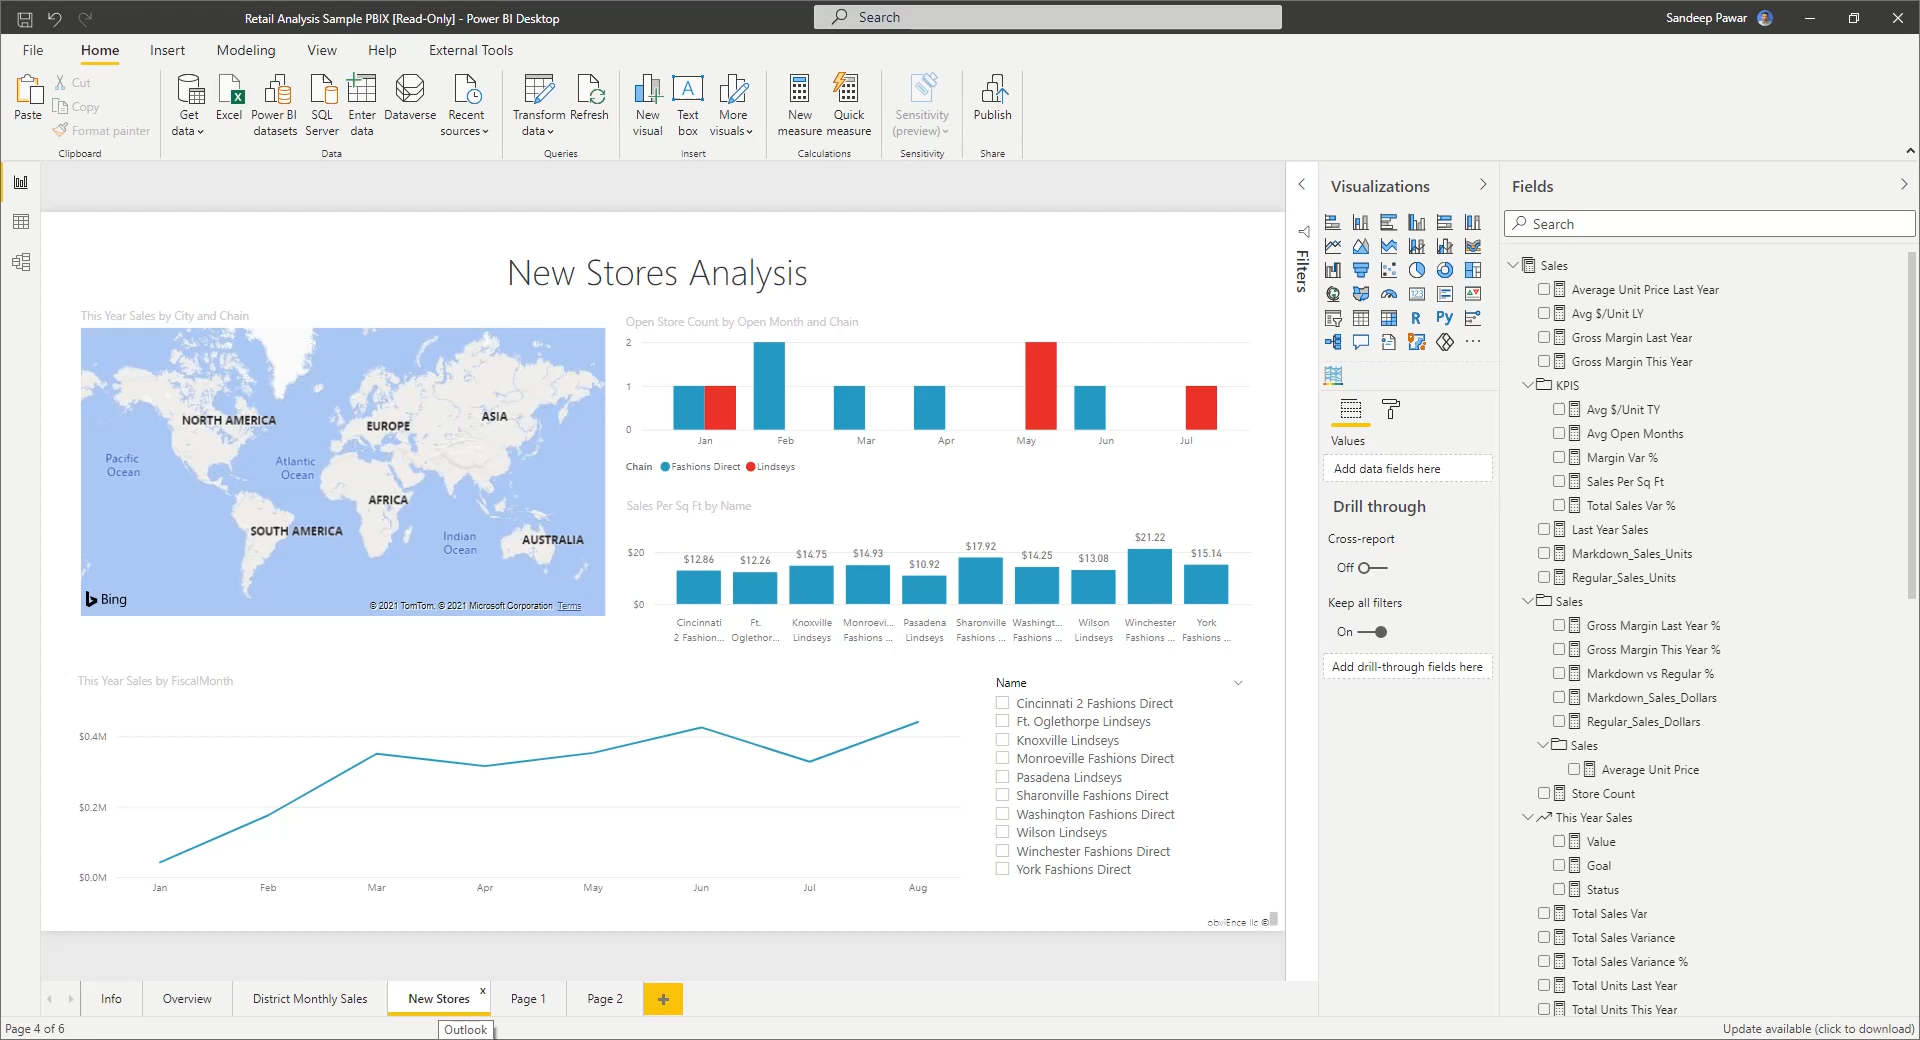 Retail Analysis Sample PBIX [Read-Only] - Power BI Desktop
Search
Sandeep Pawar
File
Home
Insert
Modeling
View
Help
External Tools
Paste
Cut
Copy
Format painter
Clipboard
Get
data
Excel
Power BI
datasets
SQL
Server
Enter
data
Dataverse
Recent
sources
Data
Transform
data
Refresh
Queries
New
visual
Text
box
More
visuals
Insert
New
measure
Quick
measure
Calculations
Sensitivity
(preview)
Sensitivity
Publish
Share
New Stores Analysis
This Year Sales by City and Chain
NORTH AMERICA
EUROPE
ASIA
Pacific
Ocean
Atlantic
Ocean
AFRICA
SOUTH AMERICA
Indian
Ocean
AUSTRALIA
Bing
© 2021 TomTom, © 2021 Microsoft Corporation Terms
Open Store Count by Open Month and Chain
2
1
0
Jan
Feb
Mar
Apr
May
Jun
Jul
Chain
Fashions Direct
Lindseys
Sales Per Sq Ft by Name
$20
$0
$12.86
$12.26
$14.75
$14.93
$10.92
$17.92
$14.25
$13.08
$21.22
$15.14
Cincinnati
2 Fashion...
Ft.
Oglethor...
Knoxville
Lindseys
Monroevi...
Fashions ...
Pasadena
Lindseys
Sharonville
Fashions ...
Washingt...
Fashions ...
Wilson
Lindseys
Winchester
Fashions ...
York
Fashions ...
This Year Sales by FiscalMonth
$0.4M
$0.2M
$0.0M
Jan
Feb
Mar
Apr
May
Jun
Jul
Aug
Name
Cincinnati 2 Fashions Direct
Ft. Oglethorpe Lindseys
Knoxville Lindseys
Monroeville Fashions Direct
Pasadena Lindseys
Sharonville Fashions Direct
Washington Fashions Direct
Wilson Lindseys
Winchester Fashions Direct
York Fashions Direct
obviEnce llc ©
Filters
Visualizations
123
R
Py
Values
Add data fields here
Drill through
Cross-report
Off
Keep all filters
On
Add drill-through fields here
Fields
Search
Sales
Average Unit Price Last Year
Avg $/Unit LY
Gross Margin Last Year
Gross Margin This Year
KPIS
Avg $/Unit TY
Avg Open Months
Margin Var %
Sales Per Sq Ft
Total Sales Var %
Last Year Sales
Markdown_Sales_Units
Regular_Sales_Units
Sales
Gross Margin Last Year %
Gross Margin This Year %
Markdown vs Regular %
Markdown_Sales_Dollars
Regular_Sales_Dollars
Sales
Average Unit Price
Store Count
This Year Sales
Value
Goal
Status
Total Sales Var
Total Sales Variance
Total Sales Variance %
Total Units Last Year
Total Units This Year
Info
Overview
District Monthly Sales
New Stores
x
Page 1
Page 2
+
Page 4 of 6
Outlook
Update available (click to download)